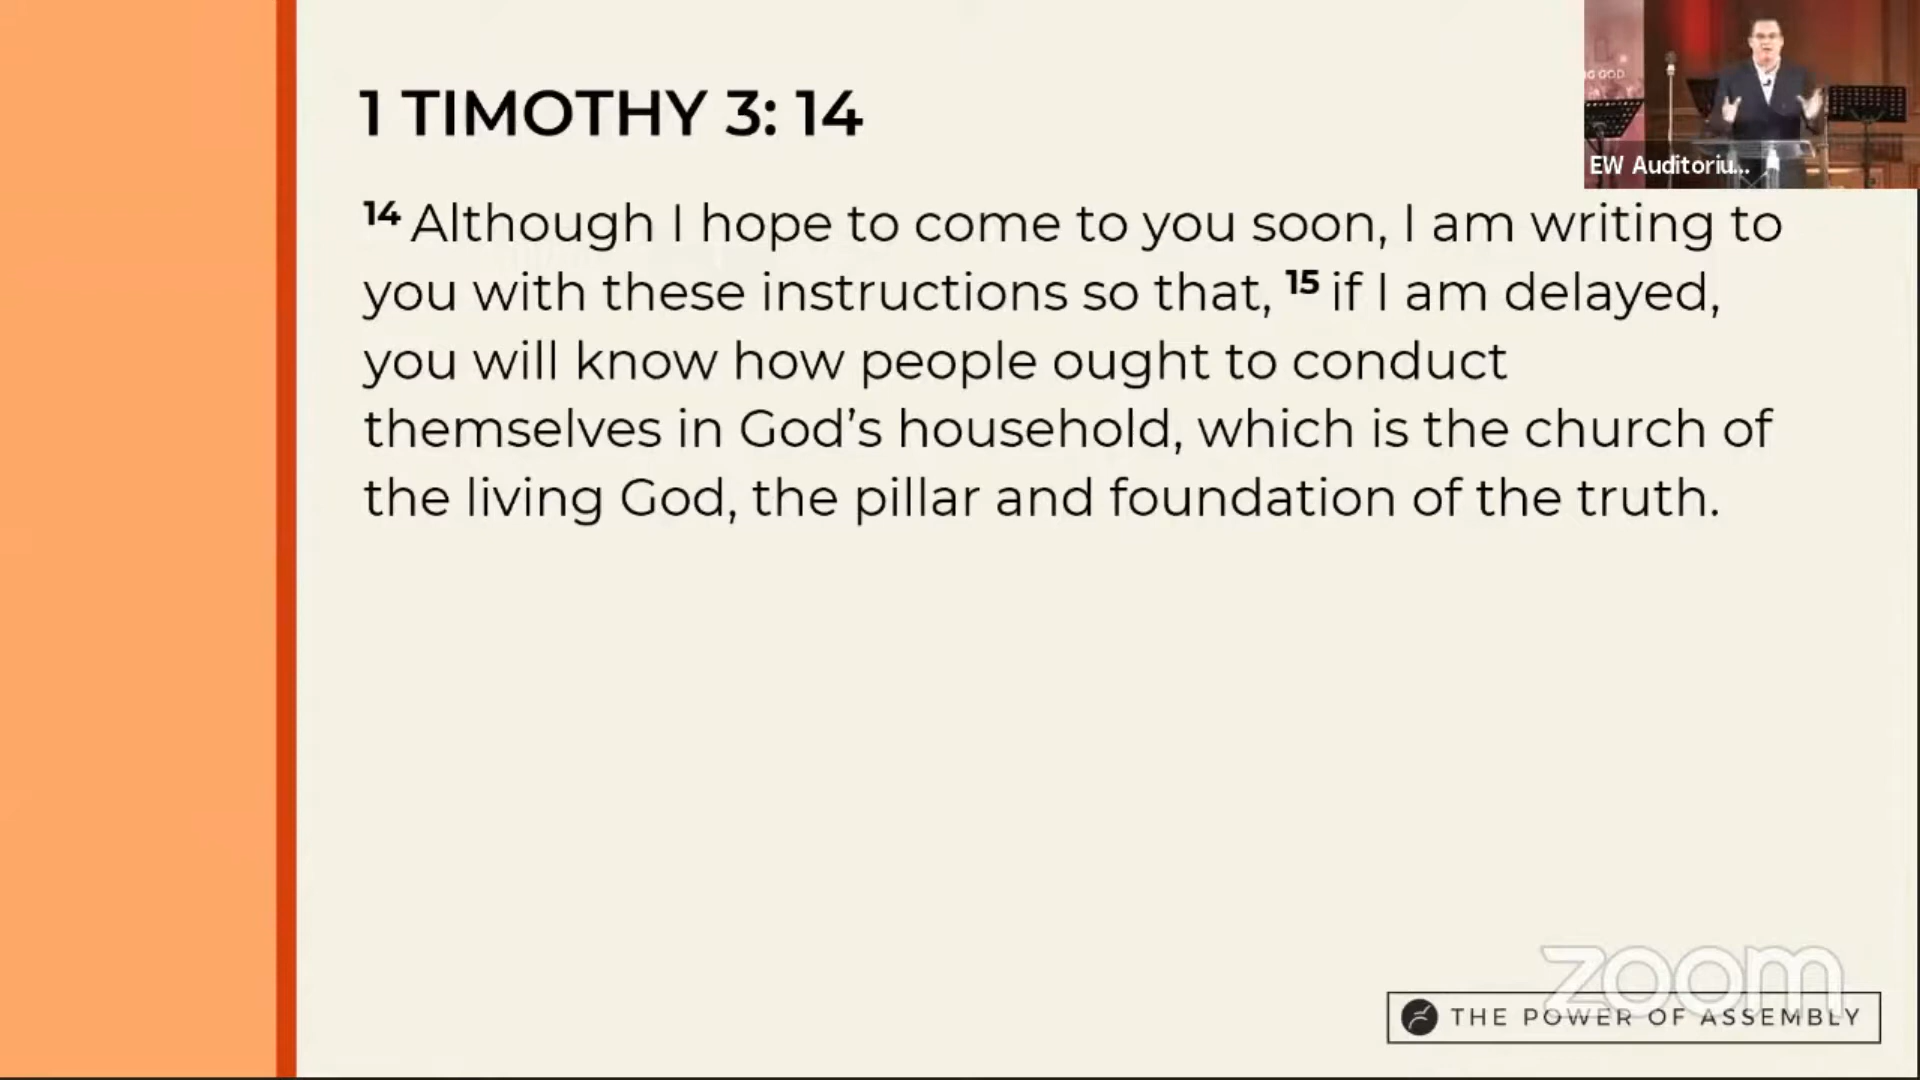 1 TIMOTHY 3: 14
14 Although I hope to come to you soon, I am writing to
you with these instructions so that, 15 if I am delayed,
you will know how people ought to conduct
themselves in God’s household, which is the church of
the living God, the pillar and foundation of the truth.
GOD
EW Auditoriu...
zoom
THE POWER OF ASSEMBLY